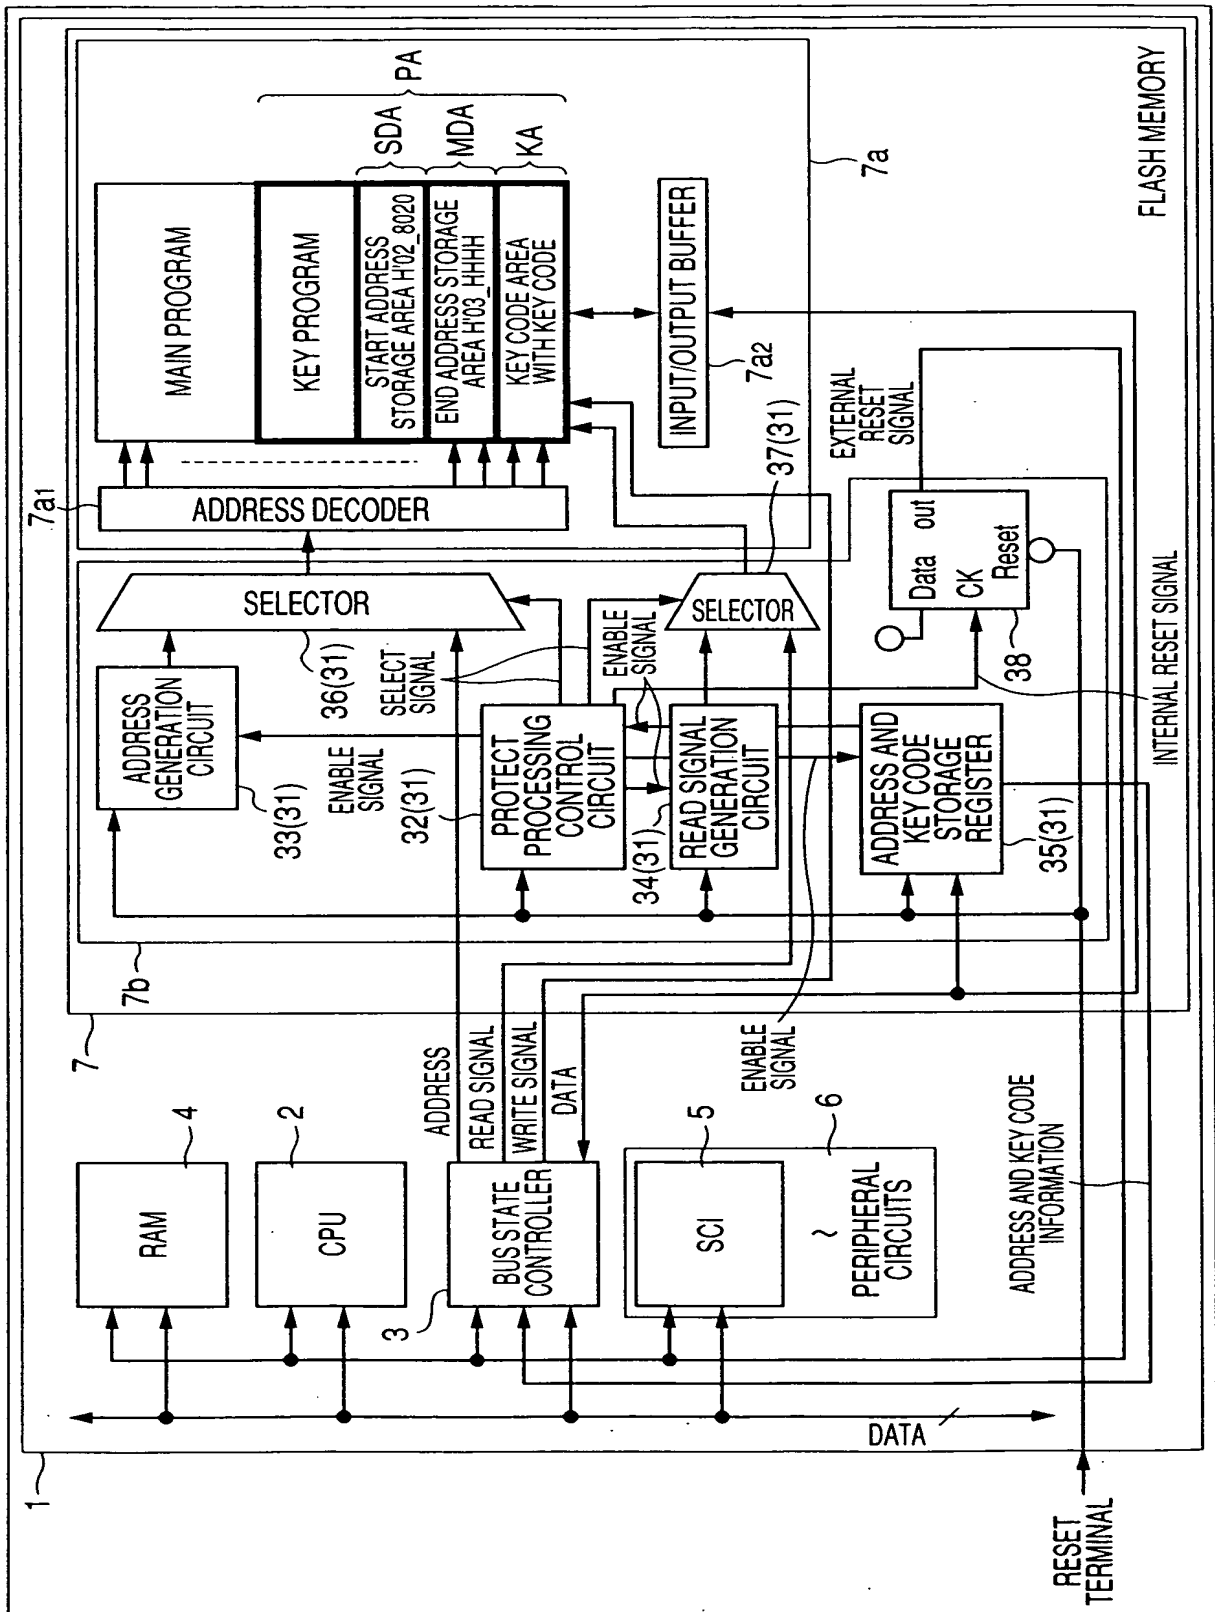 1
RESET
TERMINAL
DATA
RAM
4
CPU
2
BUS STATE
CONTROLLER
3
SCI
5
6
~
PERIPHERAL
CIRCUITS
ADDRESS
READ SIGNAL
WRITE SIGNAL
DATA
ENABLE
SIGNAL
ADDRESS AND KEY CODE
INFORMATION
7
7b
ADDRESS
GENERATION
CIRCUIT
33(31)
ENABLE
SIGNAL
SELECTOR
36(31)
SELECT
SIGNAL
PROTECT
PROCESSING
CONTROL
CIRCUIT
32(31)
ENABLE
SIGNAL
READ SIGNAL
GENERATION
CIRCUIT
34(31)
SELECTOR
37(31)
ADDRESS AND
KEY CODE
STORAGE
REGISTER
35(31)
Data
out
CK
Reset
38
INTERNAL RESET SIGNAL
EXTERNAL
RESET
SIGNAL
7a1
ADDRESS DECODER
MAIN PROGRAM
KEY PROGRAM
START ADDRESS
STORAGE AREA H'02_8020
END ADDRESS STORAGE
AREA H'03_HHHH
KEY CODE AREA
WITH KEY CODE
SDA
MDA
KA
PA
INPUT/OUTPUT BUFFER
7a2
7a
FLASH MEMORY